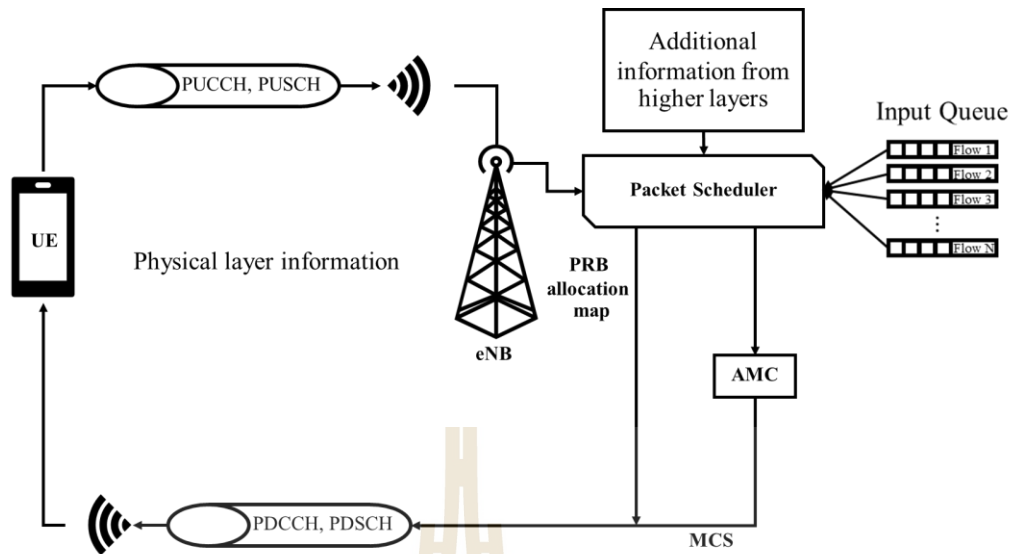 PUCCH, PUSCH
Additional
information from
higher layers
Input Queue
Flow 1
Flow 2
Flow 3
⋮
Flow N
Packet Scheduler
UE
Physical layer information
PRB
allocation
map
eNB
AMC
PDCCH, PDSCH
MCS